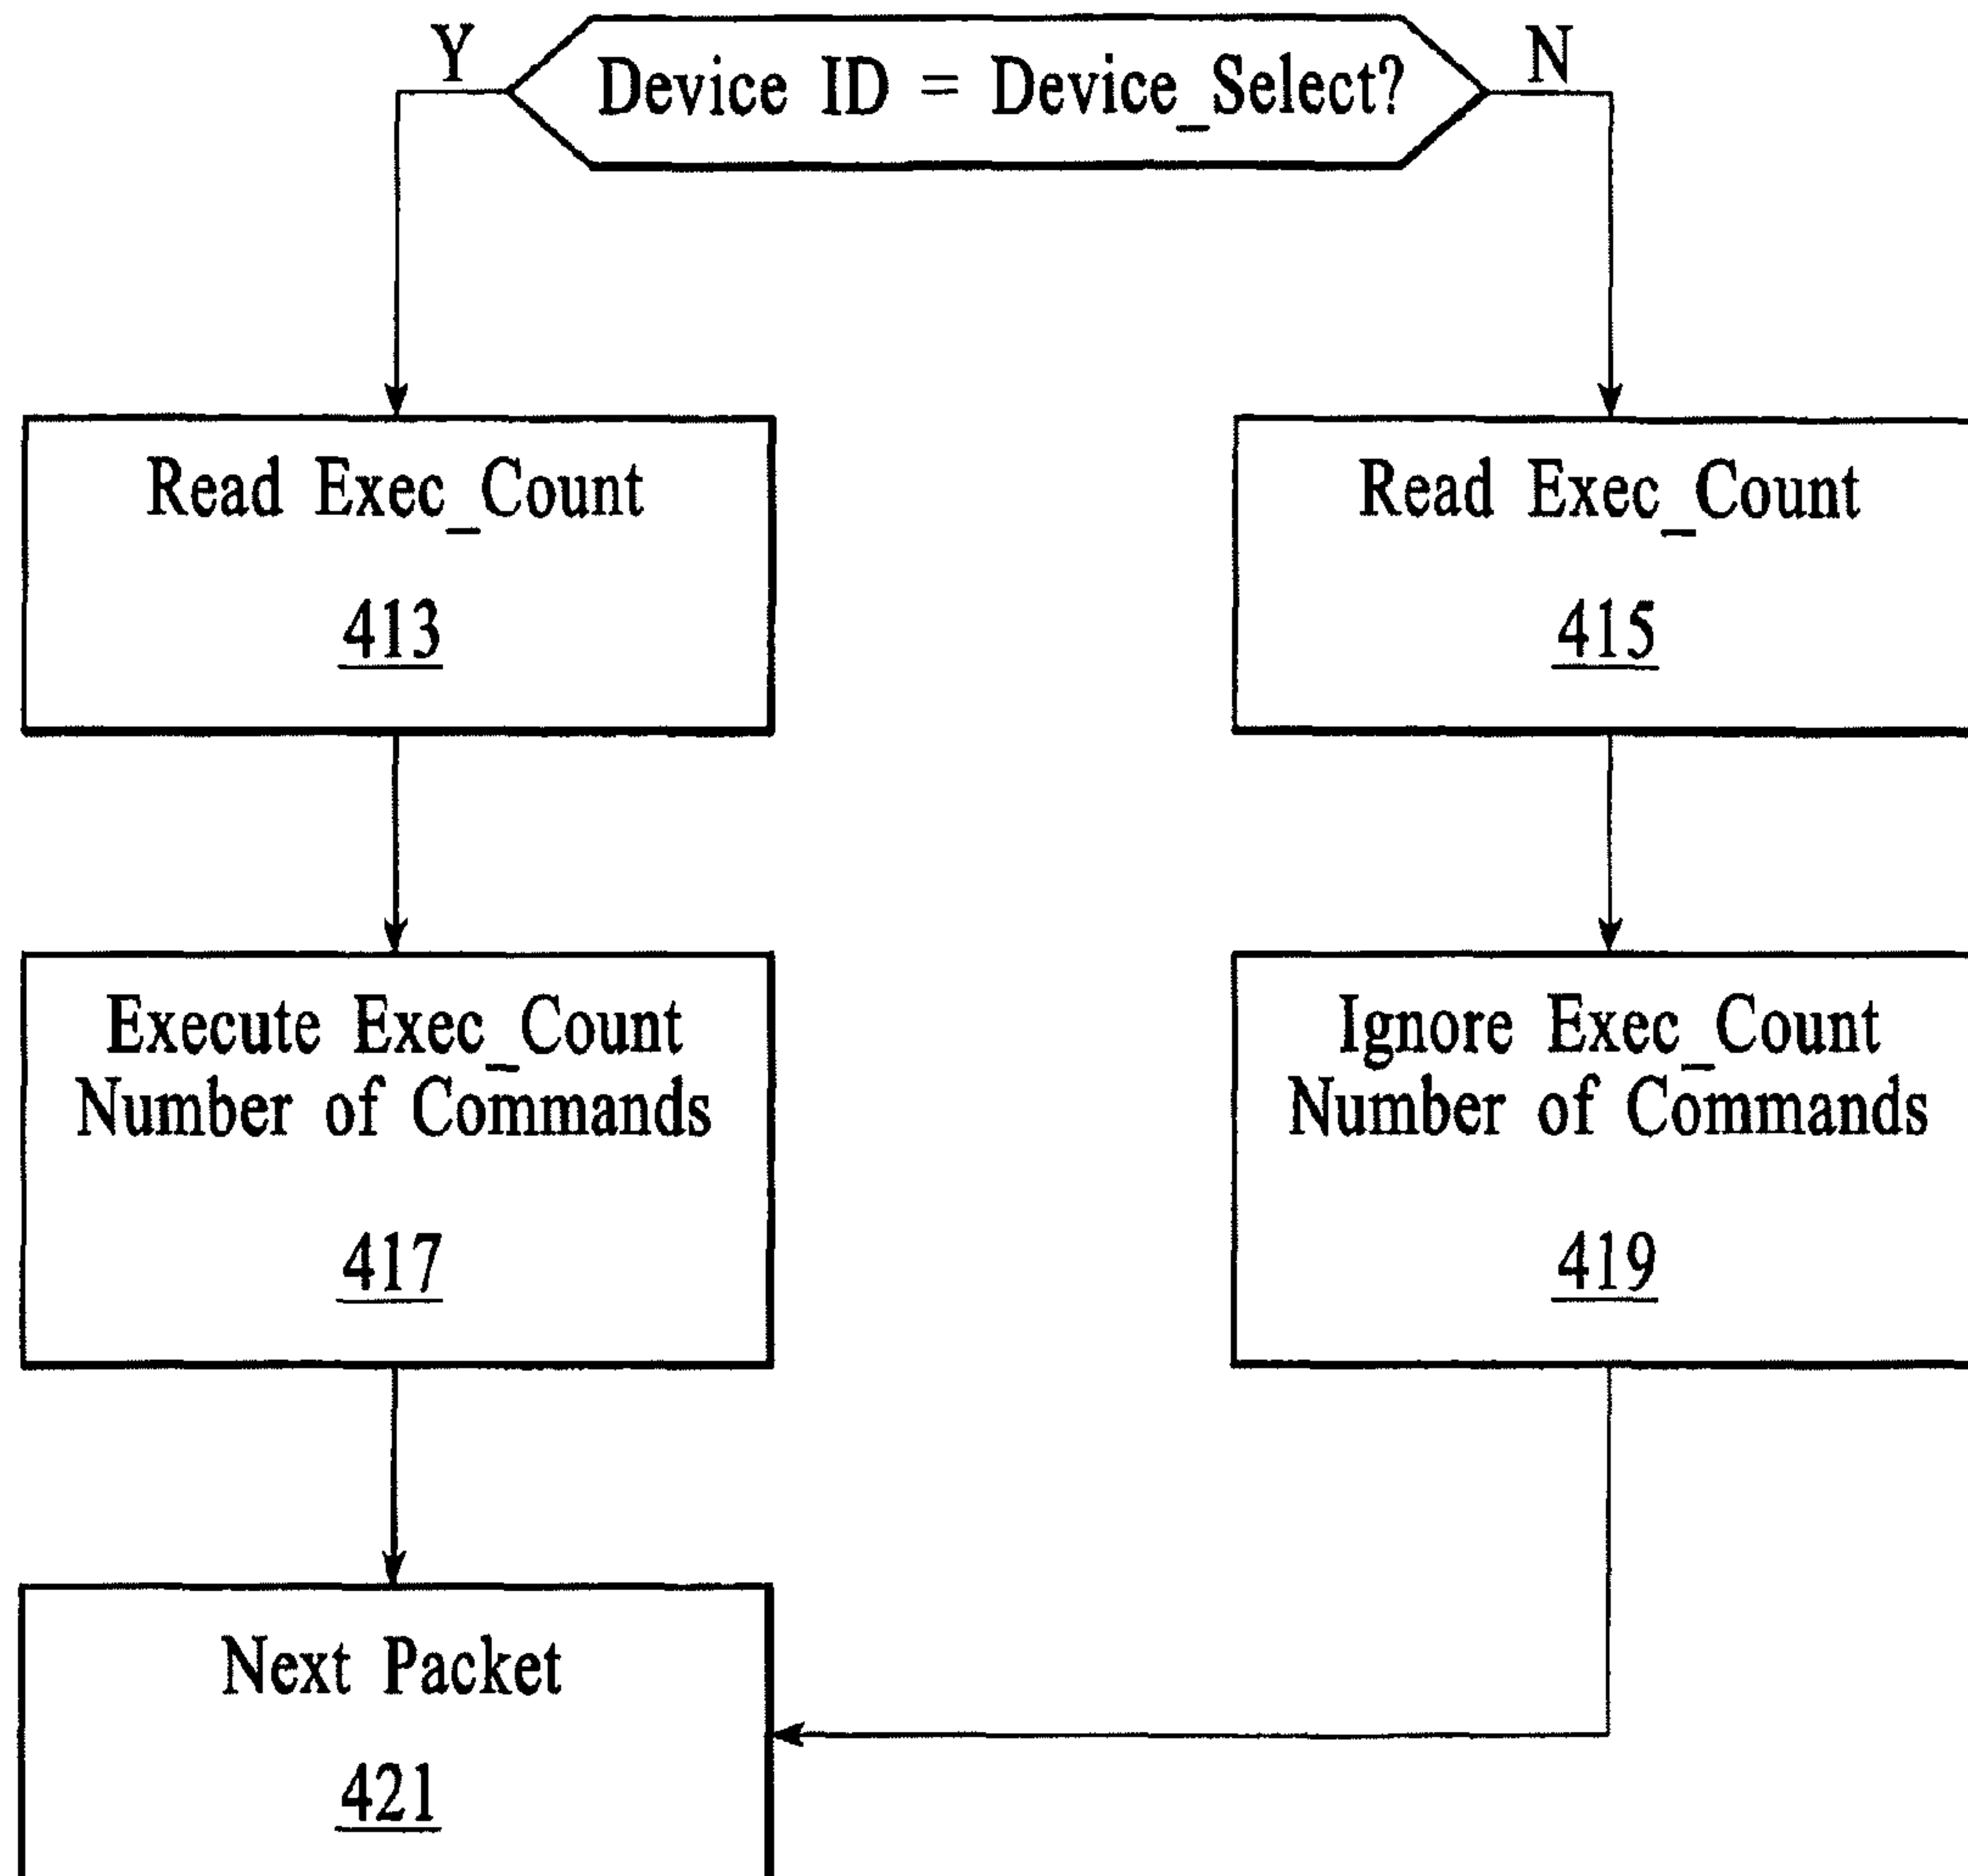 Y
Device ID = Device_Select?
N
Read Exec_Count
413
Read Exec_Count
415
Execute Exec_Count
Number of Commands
417
Ignore Exec_Count
Number of Commands
419
Next Packet
421